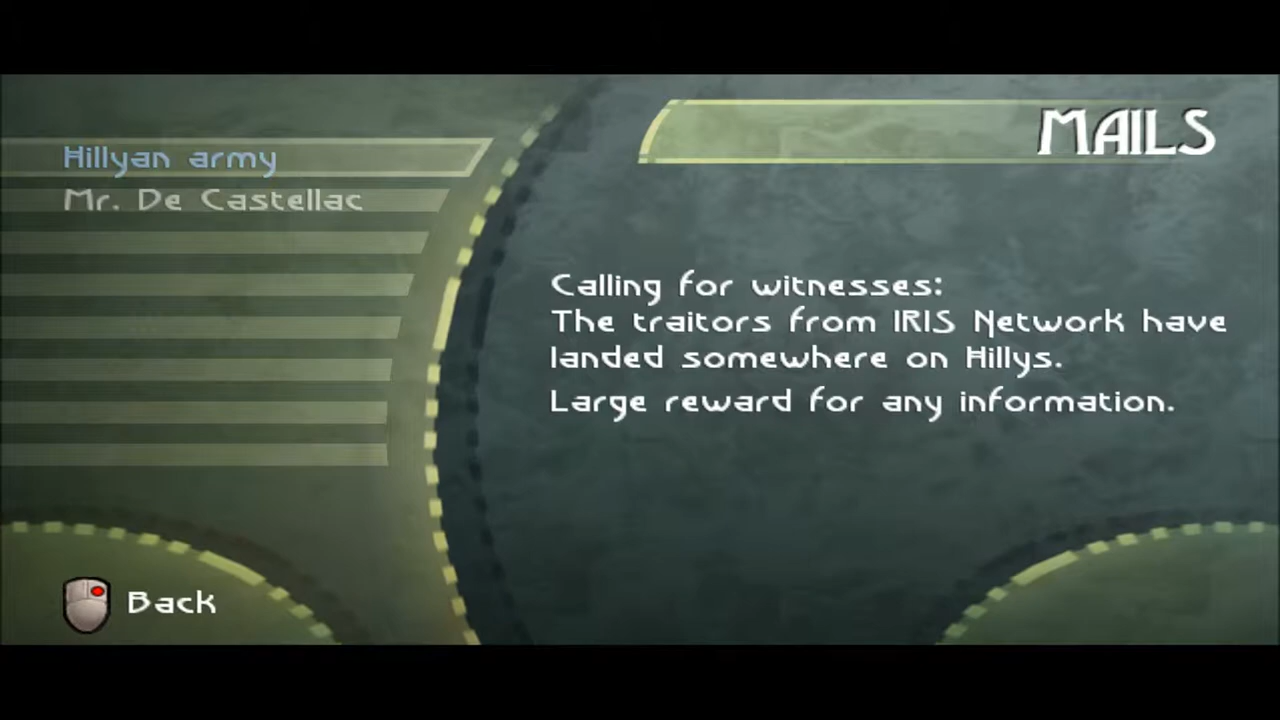 MAILS
Hillyan army
Mr. De Castellac
Calling for witnesses:
The traitors from IRIS Network have
landed somewhere on Hillys.
Large reward for any information.
Back